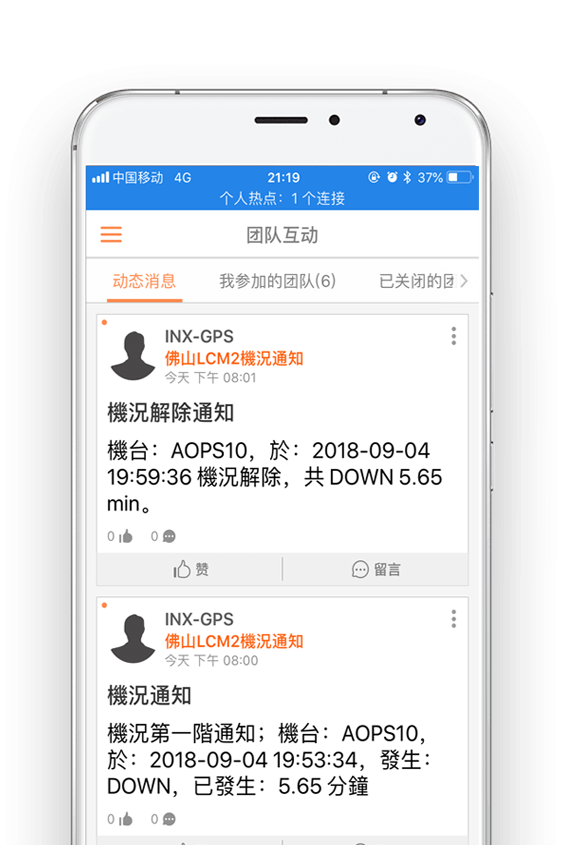 中国移动 4G 21:19 37%
个人热点：1 个连接
团队互动
动态消息 我参加的团队(6) 已关闭的团
INX-GPS
佛山LCM2機況通知
今天 下午 08:01
機況解除通知
機台：AOPS10，於：2018-09-04
19:59:36 機況解除，共 DOWN 5.65
min。
0 0
赞 留言
INX-GPS
佛山LCM2機況通知
今天 下午 08:00
機況通知
機況第一階通知；機台：AOPS10，
於：2018-09-04 19:53:34，發生：
DOWN，已發生：5.65 分鐘
0 0